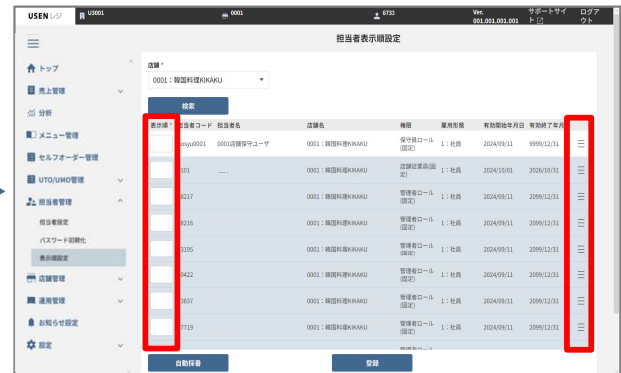 USEN レジ U3001 0001 6733 Ver. 001.001.001.001 サポートサイト ログアウト
担当者表示順設定
トップ
売上管理
分析
メニュー管理
セルフオーダー管理
UTO/UMO管理
担当者管理
担当者設定
パスワード初期化
表示順設定
店舗管理
運用管理
お知らせ設定
設定
店舗 *
0001：韓国料理KIKAKU
検索
表示順 * 担当者コード 担当者名 店舗名 権限 雇用形態 有効開始年月日 有効終了年月
osyu0001 0001店舗保守ユーザ 0001：韓国料理KIKAKU 保守員ロール(固定) 1：社員 2024/09/11 9999/12/31
101 ...... 0001：韓国料理KIKAKU 店舗従業員(固定) 1：社員 2024/10/01 2026/10/31
8217 0001：韓国料理KIKAKU 管理者ロール(固定) 1：社員 2024/09/11 2099/12/31
8216 0001：韓国料理KIKAKU 管理者ロール(固定) 1：社員 2024/09/11 2099/12/31
3195 0001：韓国料理KIKAKU 管理者ロール(固定) 1：社員 2024/09/11 2099/12/31
0422 0001：韓国料理KIKAKU 管理者ロール(固定) 1：社員 2024/09/11 2099/12/31
3837 0001：韓国料理KIKAKU 管理者ロール(固定) 1：社員 2024/09/11 2099/12/31
7719 0001：韓国料理KIKAKU 管理者ロール(固定) 1：社員 2024/09/11 2099/12/31
自動採番
登録